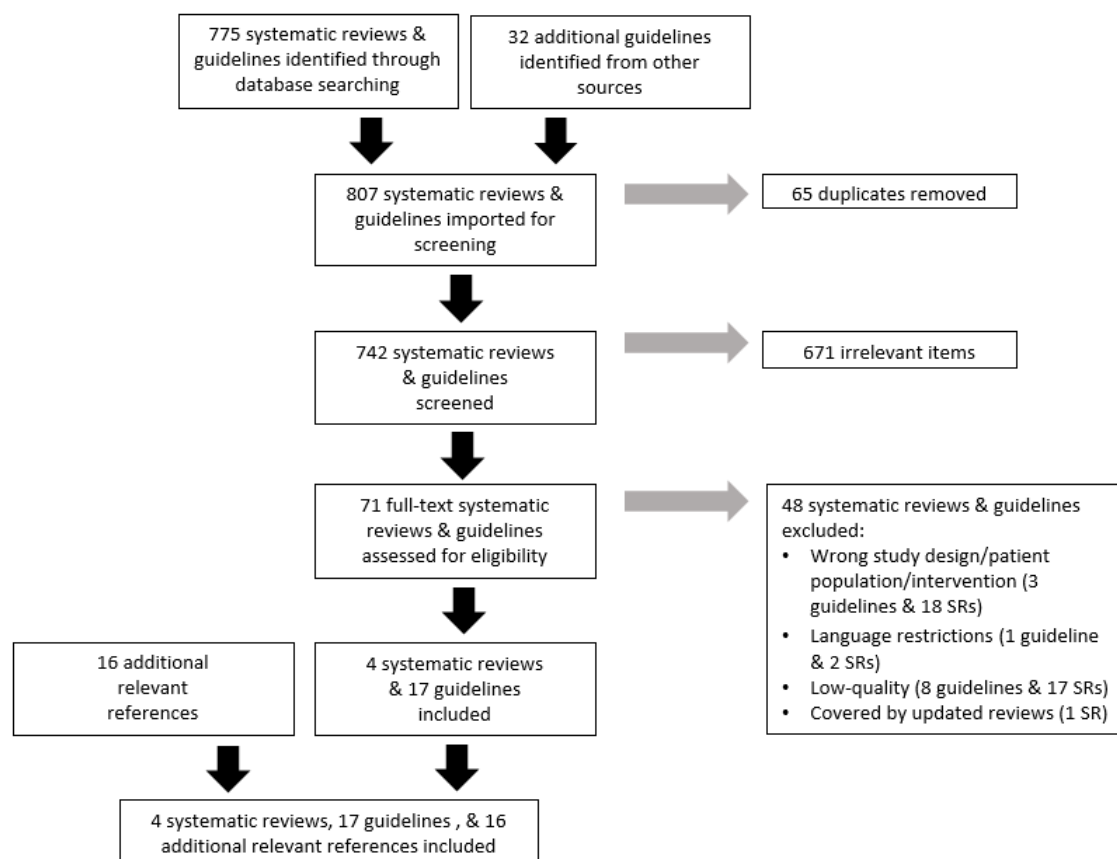 775 systematic reviews &
guidelines identified through
database searching
32 additional guidelines
identified from other
sources
807 systematic reviews &
guidelines imported for
screening
65 duplicates removed
742 systematic reviews
& guidelines
screened
671 irrelevant items
71 full-text systematic
reviews & guidelines
assessed for eligibility
48 systematic reviews & guidelines
excluded:
• Wrong study design/patient
population/intervention (3
guidelines & 18 SRs)
• Language restrictions (1 guideline
& 2 SRs)
• Low-quality (8 guidelines & 17 SRs)
• Covered by updated reviews (1 SR)
16 additional
relevant
references
4 systematic reviews
& 17 guidelines
included
4 systematic reviews, 17 guidelines , & 16
additional relevant references included